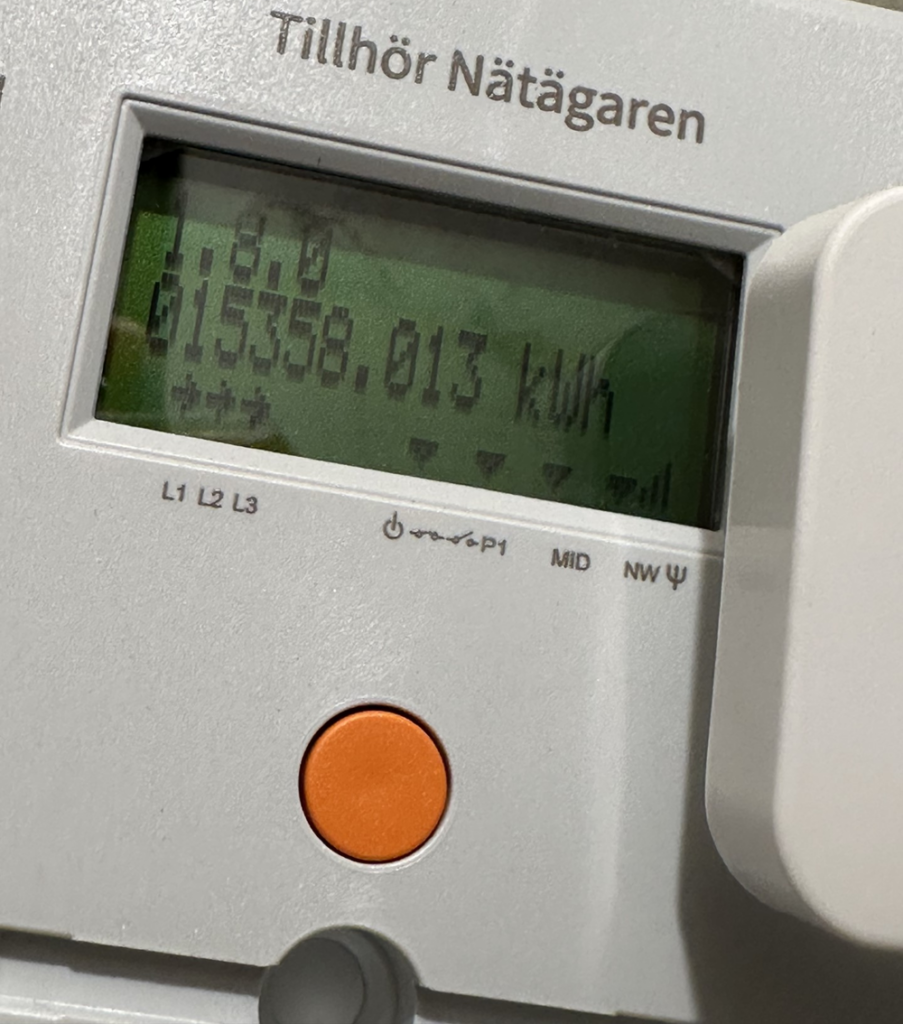 Tillhör Nätägaren
1.8.0
015358.013 kWh
L1 L2 L3 P1 MID NW